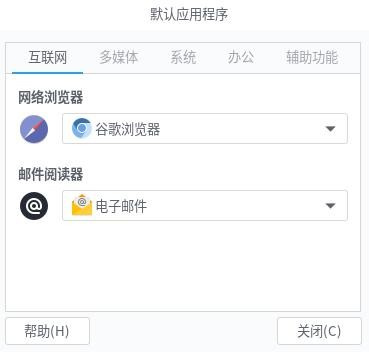 默认应用程序
互联网 多媒体 系统 办公 辅助功能
网络浏览器
谷歌浏览器
邮件阅读器
电子邮件
帮助(H) 关闭(C)